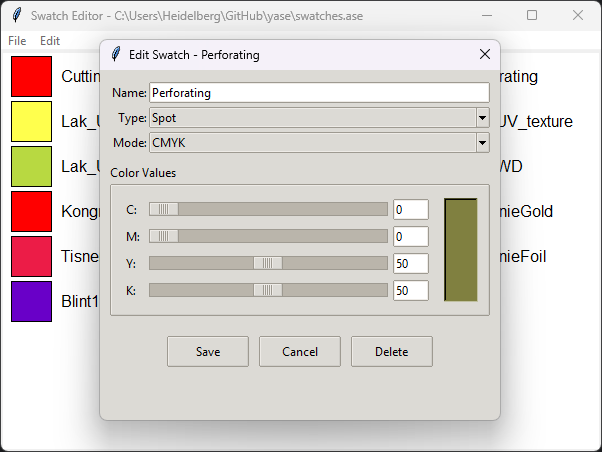 Swatch Editor - C:\Users\Heidelberg\GitHub\yase\swatches.ase
File Edit
Edit Swatch - Perforating
Name: Perforating
Type: Spot
Mode: CMYK
Color Values
C: 0
M: 0
Y: 50
K: 50
Save Cancel Delete
Cuttin
rating
Lak_U
UV_texture
Lak_U
WD
Kongr
nieGold
Tisne
nieFoil
Blint1